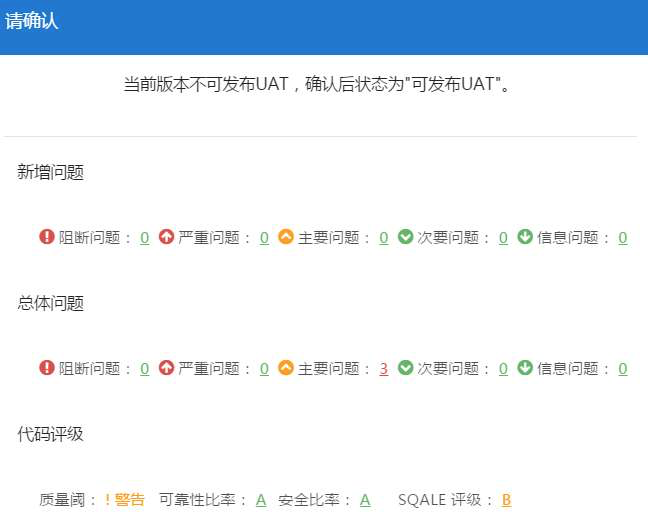 请确认
当前版本不可发布UAT，确认后状态为"可发布UAT"。
新增问题
阻断问题： 0 严重问题： 0 主要问题： 0 次要问题： 0 信息问题： 0
总体问题
阻断问题： 0 严重问题： 0 主要问题： 3 次要问题： 0 信息问题： 0
代码评级
质量阈： ! 警告 可靠性比率： A 安全比率： A SQALE 评级： B